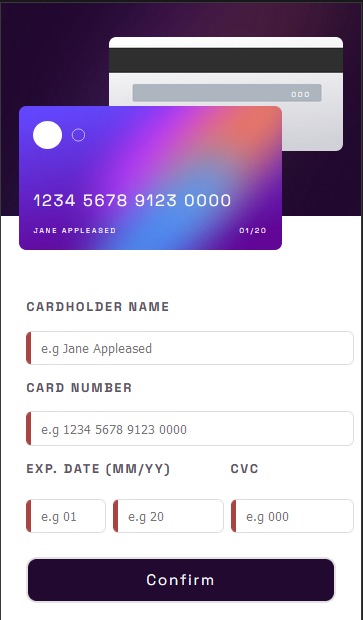 000
1234 5678 9123 0000
JANE APPLEASED 01/20
CARDHOLDER NAME
e.g Jane Appleased
CARD NUMBER
e.g 1234 5678 9123 0000
EXP. DATE (MM/YY) CVC
e.g 01 e.g 20 e.g 000
Confirm